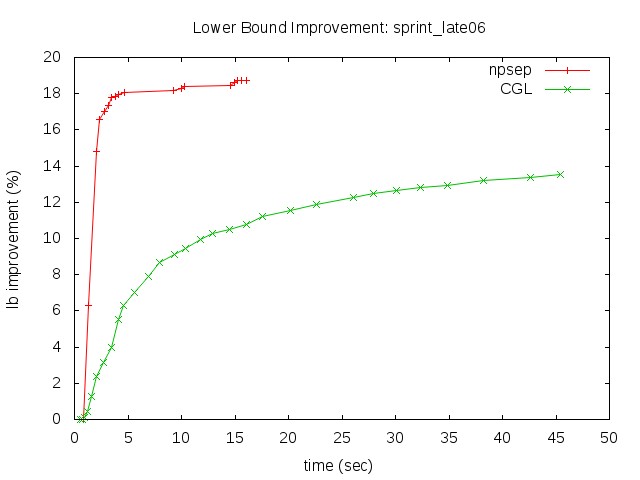 Lower Bound Improvement: sprint_late06
20
18
16
14
12
10
8
6
4
2
0
lb improvement (%)
npsep
CGL
0 5 10 15 20 25 30 35 40 45 50
time (sec)